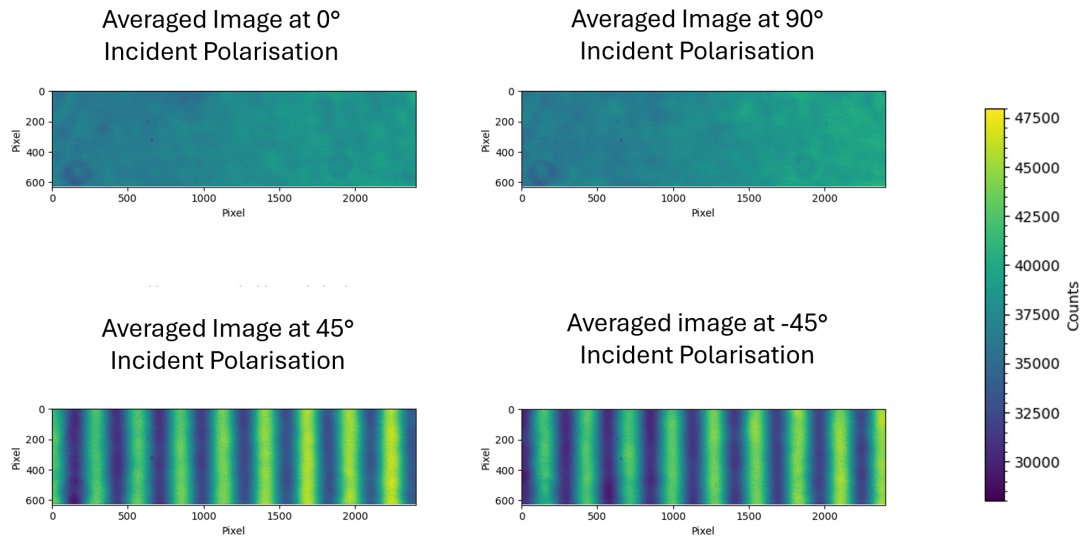 Averaged Image at 0°
Incident Polarisation
Averaged Image at 90°
Incident Polarisation
0
200
400
600
Pixel
0
500
1000
1500
2000
Pixel
0
200
400
600
Pixel
0
500
1000
1500
2000
Pixel
47500
45000
42500
40000
37500
35000
32500
30000
Counts
Averaged Image at 45°
Incident Polarisation
Averaged image at -45°
Incident Polarisation
0
200
400
600
Pixel
0
500
1000
1500
2000
Pixel
0
200
400
600
Pixel
0
500
1000
1500
2000
Pixel